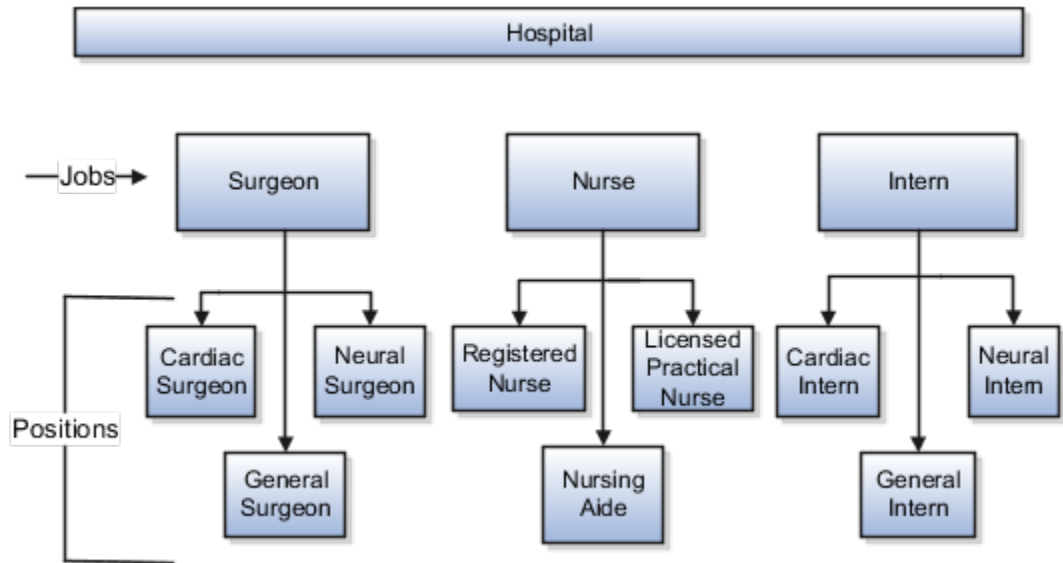 Hospital
Jobs
Surgeon
Nurse
Intern
Positions
Cardiac
Surgeon
Neural
Surgeon
General
Surgeon
Registered
Nurse
Licensed
Practical
Nurse
Nursing
Aide
Cardiac
Intern
Neural
Intern
General
Intern